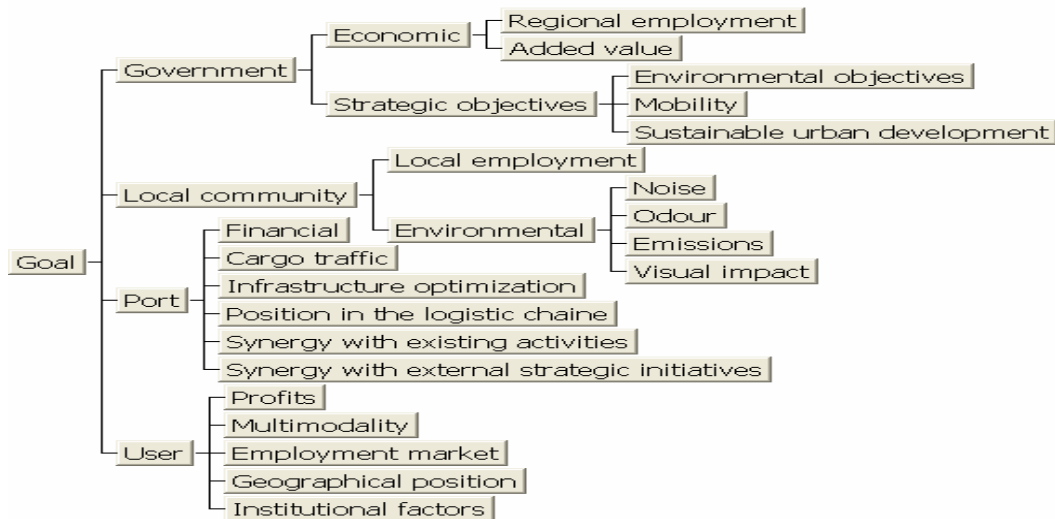 Regional employment
Economic
Added value
Government
Environmental objectives
Strategic objectives
Mobility
Sustainable urban development
Local employment
Local community
Noise
Odour
Environmental
Emissions
Visual impact
Goal
Financial
Cargo traffic
Infrastructure optimization
Port
Position in the logistic chaine
Synergy with existing activities
Synergy with external strategic initiatives
Profits
Multimodality
User
Employment market
Geographical position
Institutional factors